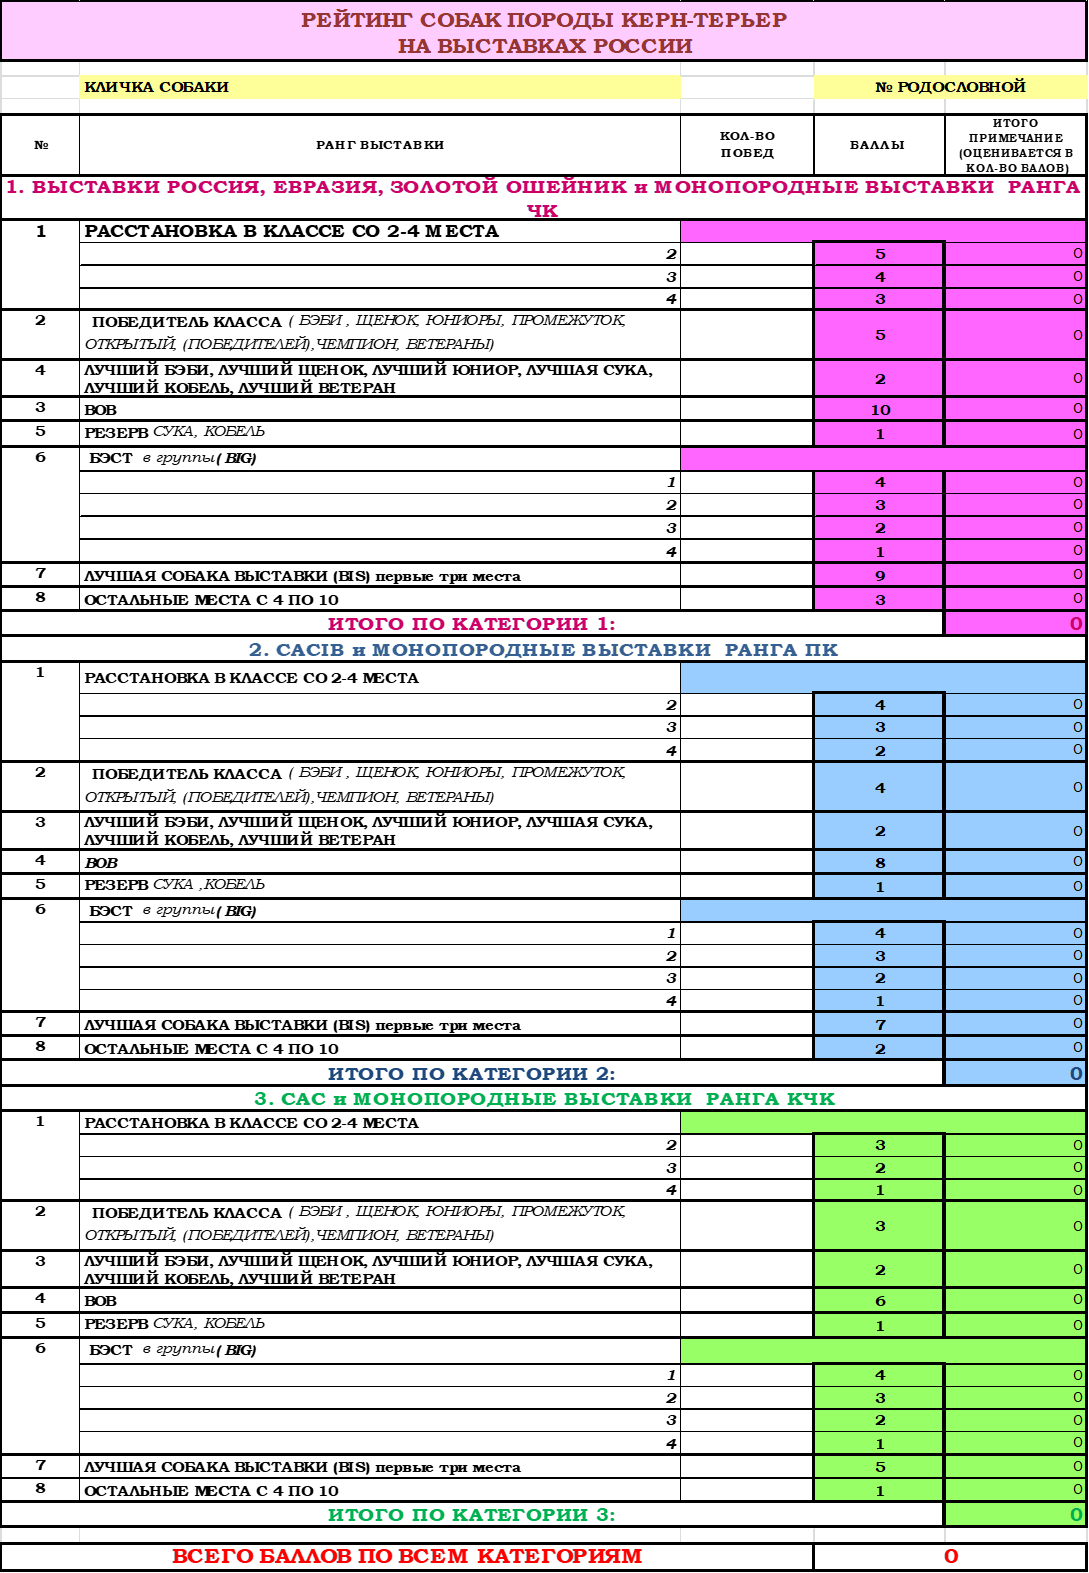 РЕЙТИНГ СОБАК ПОРОДЫ КЕРН-ТЕРЬЕР
НА ВЫСТАВКАХ РОССИИ
КЛИЧКА СОБАКИ № РОДОСЛОВНОЙ
№ РАНГ ВЫСТАВКИ КОЛ-ВО ПОБЕД БАЛЛЫ ИТОГО ПРИМЕЧАНИЕ (ОЦЕНИВАЕТСЯ В КОЛ-ВО ВАЛОВ)
1. ВЫСТАВКИ РОССИЯ, ЕВРАЗИЯ, ЗОЛОТОЙ ОШЕЙНИК и МОНОПОРОДНЫЕ ВЫСТАВКИ РАНГА
ЧК
1 РАССТАНОВКА В КЛАССЕ СО 2-4 МЕСТА
2 5 0
3 4 0
4 3 0
2 ПОБЕДИТЕЛЬ КЛАССА ( БЭБИ , ЩЕНОК, ЮНИОРЫ, ПРОМЕЖУТОК,
ОТКРЫТЫЙ, (ПОБЕДИТЕЛЕЙ),ЧЕМПИОН, ВЕТЕРАНЫ) 5 0
4 ЛУЧШИЙ БЭБИ, ЛУЧШИЙ ЩЕНОК, ЛУЧШИЙ ЮНИОР, ЛУЧШАЯ СУКА,
ЛУЧШИЙ КОБЕЛЬ, ЛУЧШИЙ ВЕТЕРАН 2 0
3 BOB 10 0
5 РЕЗЕРВ СУКА, КОБЕЛЬ 1 0
6 БЭСТ в группы( BIG)
1 4 0
2 3 0
3 2 0
4 1 0
7 ЛУЧШАЯ СОБАКА ВЫСТАВКИ (BIS) первые три места 9 0
8 ОСТАЛЬНЫЕ МЕСТА С 4 ПО 10 3 0
ИТОГО ПО КАТЕГОРИИ 1: 0
2. CACIB и МОНОПОРОДНЫЕ ВЫСТАВКИ РАНГА ПК
1 РАССТАНОВКА В КЛАССЕ СО 2-4 МЕСТА
2 4 0
3 3 0
4 2 0
2 ПОБЕДИТЕЛЬ КЛАССА ( БЭБИ , ЩЕНОК, ЮНИОРЫ, ПРОМЕЖУТОК,
ОТКРЫТЫЙ, (ПОБЕДИТЕЛЕЙ),ЧЕМПИОН, ВЕТЕРАНЫ) 4 0
3 ЛУЧШИЙ БЭБИ, ЛУЧШИЙ ЩЕНОК, ЛУЧШИЙ ЮНИОР, ЛУЧШАЯ СУКА,
ЛУЧШИЙ КОБЕЛЬ, ЛУЧШИЙ ВЕТЕРАН 2 0
4 BOB 8 0
5 РЕЗЕРВ СУКА ,КОБЕЛЬ 1 0
6 БЭСТ в группы( BIG)
1 4 0
2 3 0
3 2 0
4 1 0
7 ЛУЧШАЯ СОБАКА ВЫСТАВКИ (BIS) первые три места 7 0
8 ОСТАЛЬНЫЕ МЕСТА С 4 ПО 10 2 0
ИТОГО ПО КАТЕГОРИИ 2: 0
3. CAC и МОНОПОРОДНЫЕ ВЫСТАВКИ РАНГА КЧК
1 РАССТАНОВКА В КЛАССЕ СО 2-4 МЕСТА
2 3 0
3 2 0
4 1 0
2 ПОБЕДИТЕЛЬ КЛАССА ( БЭБИ , ЩЕНОК, ЮНИОРЫ, ПРОМЕЖУТОК,
ОТКРЫТЫЙ, (ПОБЕДИТЕЛЕЙ),ЧЕМПИОН, ВЕТЕРАНЫ) 3 0
3 ЛУЧШИЙ БЭБИ, ЛУЧШИЙ ЩЕНОК, ЛУЧШИЙ ЮНИОР, ЛУЧШАЯ СУКА,
ЛУЧШИЙ КОБЕЛЬ, ЛУЧШИЙ ВЕТЕРАН 2 0
4 BOB 6 0
5 РЕЗЕРВ СУКА, КОБЕЛЬ 1 0
6 БЭСТ в группы( BIG)
1 4 0
2 3 0
3 2 0
4 1 0
7 ЛУЧШАЯ СОБАКА ВЫСТАВКИ (BIS) первые три места 5 0
8 ОСТАЛЬНЫЕ МЕСТА С 4 ПО 10 1 0
ИТОГО ПО КАТЕГОРИИ 3: 0
ВСЕГО БАЛЛОВ ПО ВСЕМ КАТЕГОРИЯМ 0